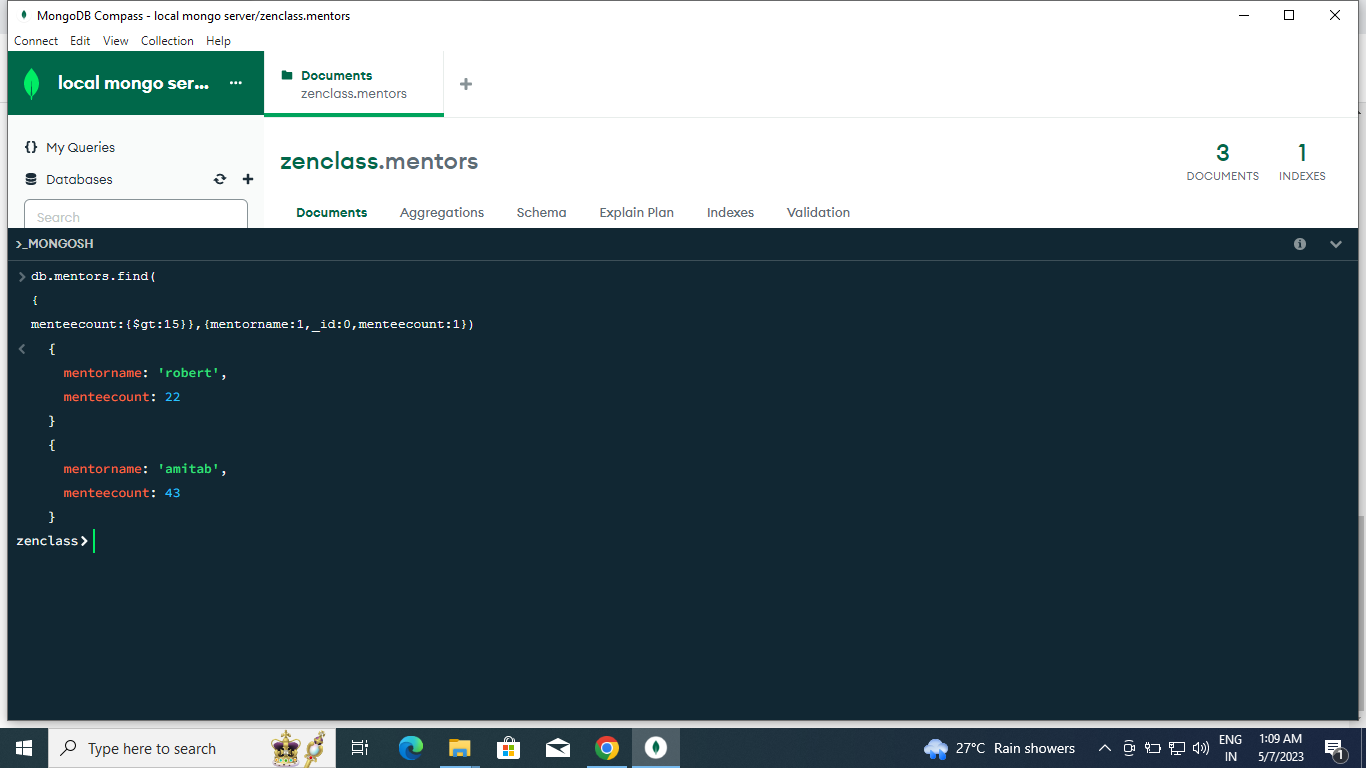 MongoDB Compass - local mongo server/zenclass.mentors
Connect Edit View Collection Help
local mongo ser... ...
Documents
zenclass.mentors
+
My Queries
Databases
Search
zenclass.mentors
3
DOCUMENTS
1
INDEXES
Documents Aggregations Schema Explain Plan Indexes Validation
>_MONGOSH
> db.mentors.find(
{
menteecount:{$gt:15}},{mentorname:1,_id:0,menteecount:1})
< {
mentorname: 'robert',
menteecount: 22
}
{
mentorname: 'amitab',
menteecount: 43
}
zenclass>
Type here to search
27°C Rain showers
ENG
IN
1:09 AM
5/7/2023
1